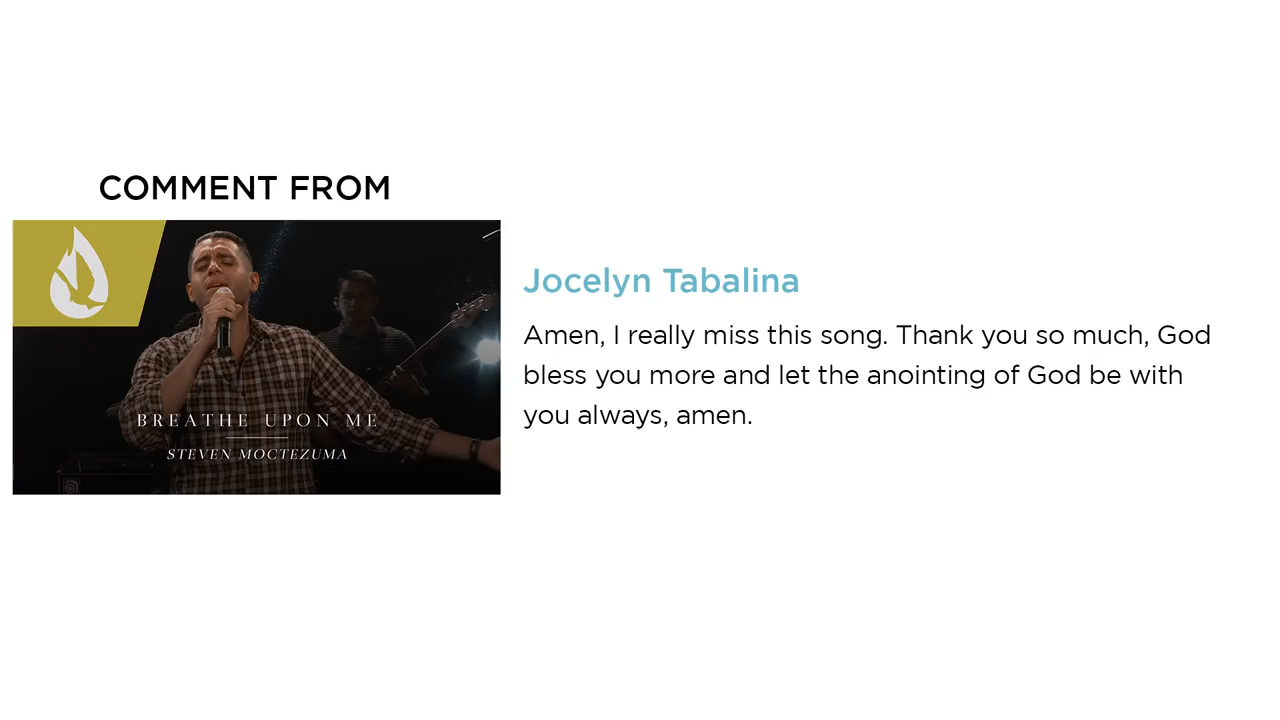 COMMENT FROM
BREATHE UPON ME
STEVEN MOCTEZUMA
Jocelyn Tabalina
Amen, I really miss this song. Thank you so much, God
bless you more and let the anointing of God be with
you always, amen.